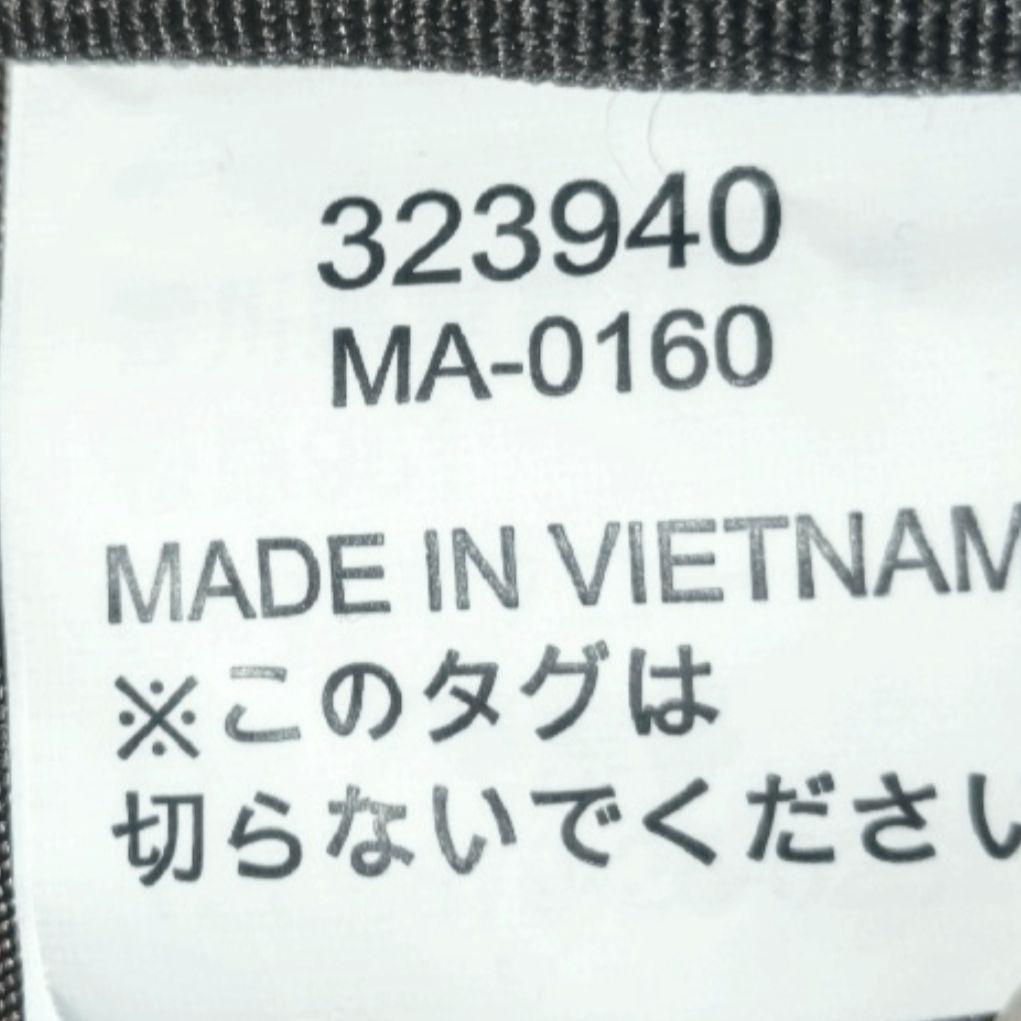 323940
MA-0160
MADE IN VIETNAM
※このタグは
切らないでください